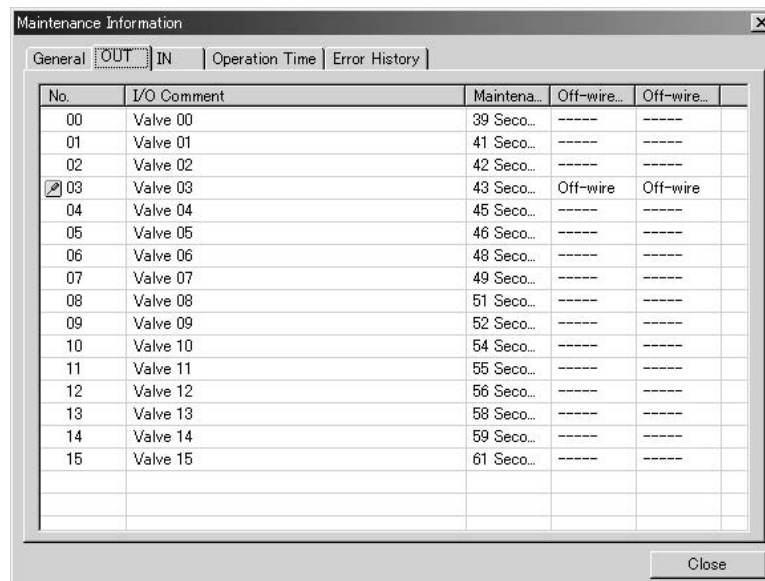 Maintenance Information
General OUT IN Operation Time Error History
No. I/O Comment Maintena... Off-wire... Off-wire...
00 Valve 00 39 Seco... ----- -----
01 Valve 01 41 Seco... ----- -----
02 Valve 02 42 Seco... ----- -----
03 Valve 03 43 Seco... Off-wire Off-wire
04 Valve 04 45 Seco... ----- -----
05 Valve 05 46 Seco... ----- -----
06 Valve 06 48 Seco... ----- -----
07 Valve 07 49 Seco... ----- -----
08 Valve 08 51 Seco... ----- -----
09 Valve 09 52 Seco... ----- -----
10 Valve 10 54 Seco... ----- -----
11 Valve 11 55 Seco... ----- -----
12 Valve 12 56 Seco... ----- -----
13 Valve 13 58 Seco... ----- -----
14 Valve 14 59 Seco... ----- -----
15 Valve 15 61 Seco... ----- -----
Close